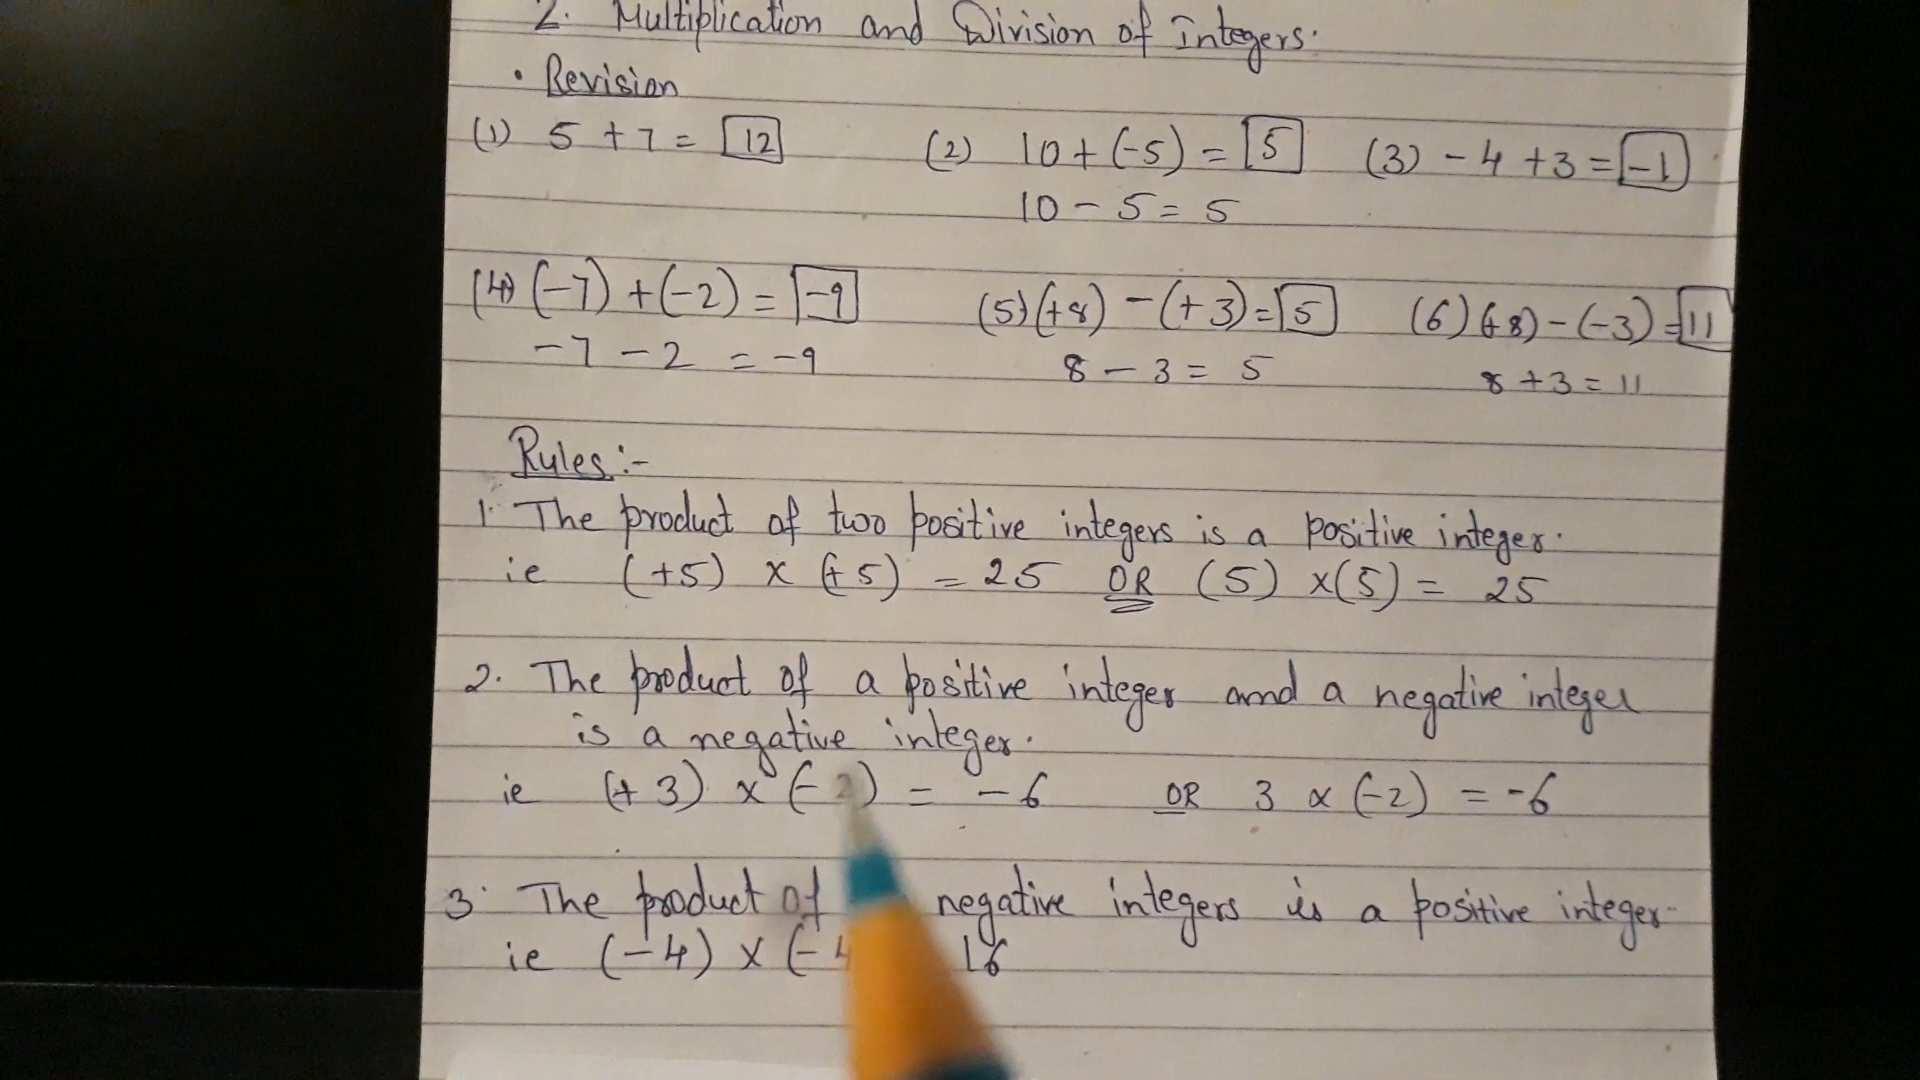 2. Multiplication and Division of Integers.
• Revision
(1) 5 + 7 = 12 (2) 10 + (-5) = 5 (3) - 4 + 3 = -1
10 - 5 = 5
(4) (-7) + (-2) = -9 (5) (+8) - (+3) = 5 (6) (+8) - (-3) = 11
-7 - 2 = -9 8 - 3 = 5 8 + 3 = 11
Rules :-
1. The product of two positive integers is a positive integer.
ie (+5) x (+5) = 25 OR (5) x (5) = 25
2. The product of a positive integer and a negative integer
is a negative integer.
ie (+3) x (-2) = -6 OR 3 x (-2) = -6
3. The product of negative integers is a positive integer.
ie (-4) x (-4 16